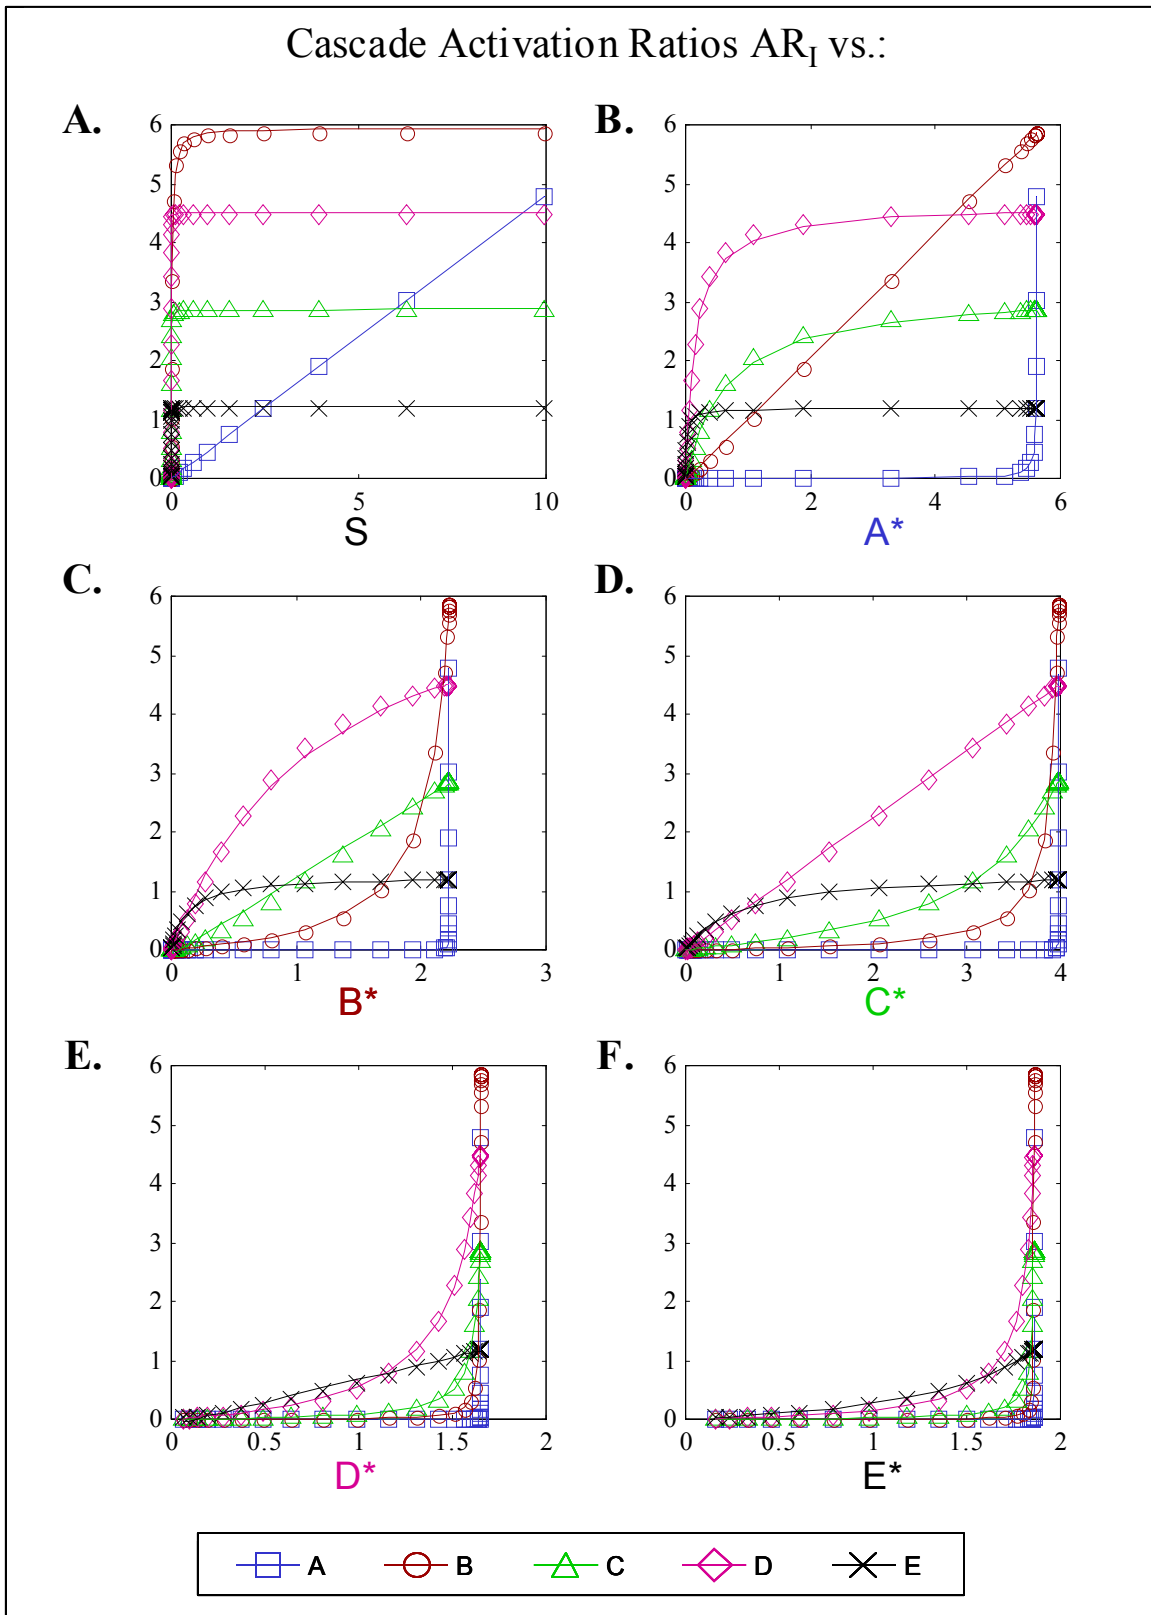 Cascade Activation Ratios AR_I vs.:
A. B.
6 6
5 5
4 4
3 3
2 2
1 1
0 0
0 5 10 0 2 4 6
S A*
C. D.
6 6
5 5
4 4
3 3
2 2
1 1
0 0
0 1 2 3 0 1 2 3 4
B* C*
E. F.
6 6
5 5
4 4
3 3
2 2
1 1
0 0
0 0.5 1 1.5 2 0 0.5 1 1.5 2
D* E*
A B C D E